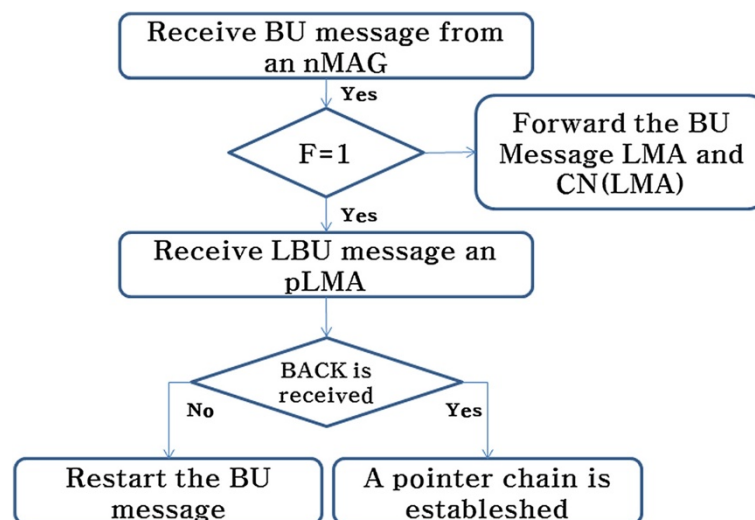 Receive BU message from
an nMAG
Yes
F=1
Forward the BU
Message LMA and
CN(LMA)
Yes
Receive LBU message an
pLMA
BACK is
received
No
Yes
Restart the BU
message
A pointer chain is
estableshed